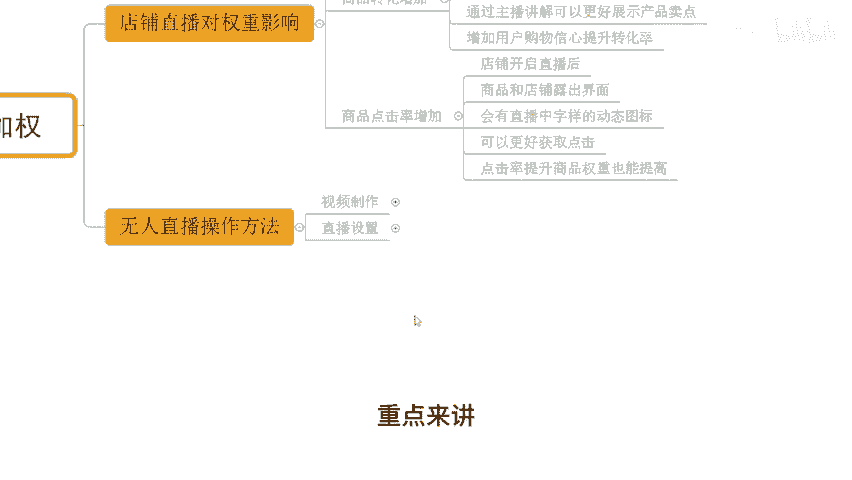 店铺直播对权重影响
商品转化增加
通过主播讲解可以更好展示产品卖点
增加用户购物信心提升转化率
商品点击率增加
店铺开启直播后
商品和店铺露出界面
会有直播中字样的动态图标
可以更好获取点击
点击率提升商品权重也能提高
加权
无人直播操作方法
视频制作
直播设置
重点来讲